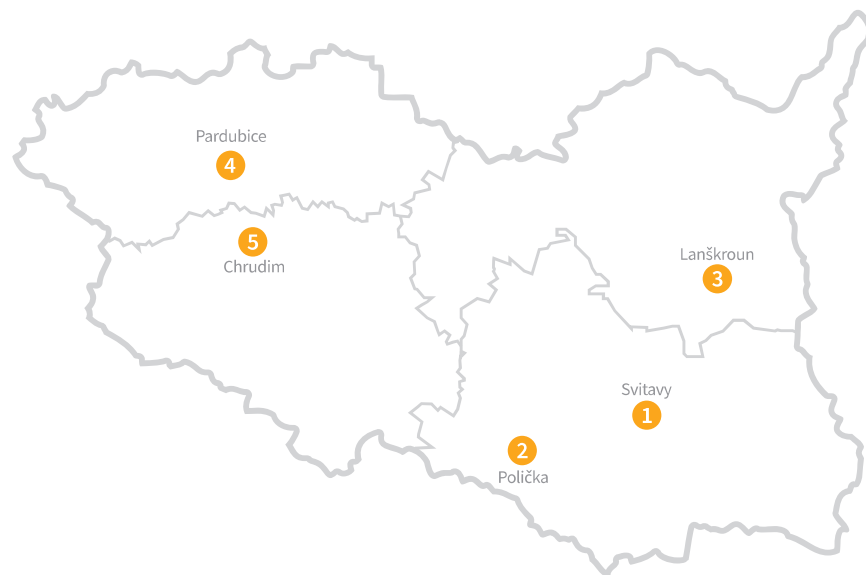 Pardubice
4
5
Chrudim
Lanškroun
3
Svitavy
1
2
Polička